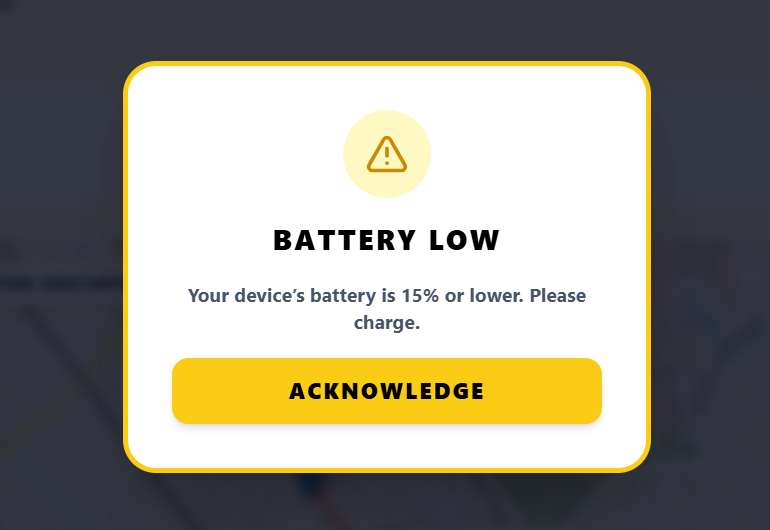 BATTERY LOW
Your device’s battery is 15% or lower. Please
charge.
ACKNOWLEDGE